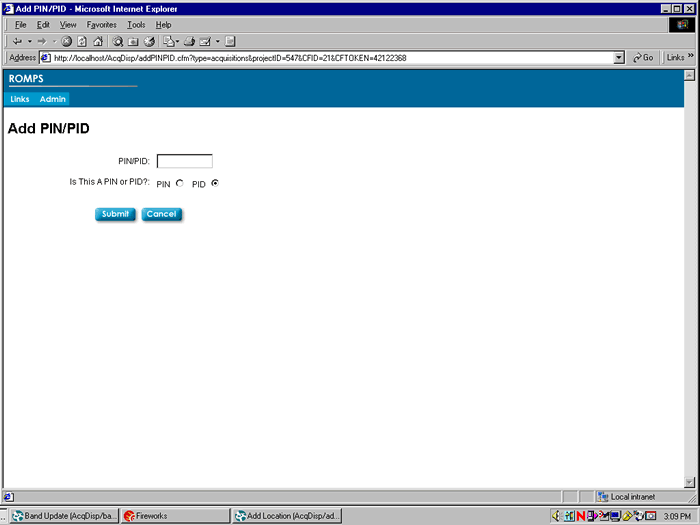 Add PIN/PID - Microsoft Internet Explorer
File Edit View Favorites Tools Help
Address http://localhost/AcqDisp/addPINPID.cfm?type=acquisitions&projectID=547&CFID=21&CFTOKEN=42122368 Go Links »
ROMPS
Links Admin
Add PIN/PID
PIN/PID:
Is This A PIN or PID?: PIN PID
Submit Cancel
Local intranet
... Band Update (AcqDisp/ba... Fireworks Add Location (AcqDisp/ad... 3:09 PM